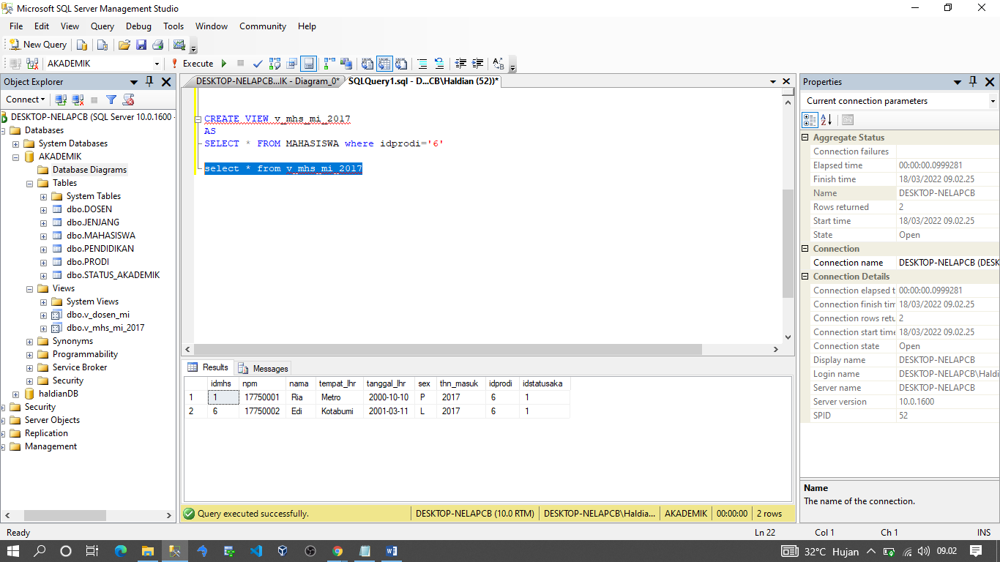 Microsoft SQL Server Management Studio
File Edit View Query Debug Tools Window Community Help
New Query
AKADEMIK Execute
Object Explorer
Connect
DESKTOP-NELAPCB (SQL Server 10.0.1600 -
Databases
System Databases
AKADEMIK
Database Diagrams
Tables
System Tables
dbo.DOSEN
dbo.JENJANG
dbo.MAHASISWA
dbo.PENDIDIKAN
dbo.PRODI
dbo.STATUS_AKADEMIK
Views
System Views
dbo.v_dosen_mi
dbo.v_mhs_mi_2017
Synonyms
Programmability
Service Broker
Security
haldianDB
Security
Server Objects
Replication
Management
DESKTOP-NELAPCB...IK - Diagram_0* SQLQuery1.sql - D...CB\Haldian (52))*
CREATE VIEW v_mhs_mi_2017
AS
SELECT * FROM MAHASISWA where idprodi='6'
select * from v_mhs_mi_2017
Results Messages
idmhs npm nama tempat_lhr tanggal_lhr sex thn_masuk idprodi idstatusaka
1 1 17750001 Ria Metro 2000-10-10 P 2017 6 1
2 6 17750002 Edi Kotabumi 2001-03-11 L 2017 6 1
Query executed successfully. DESKTOP-NELAPCB (10.0 RTM) DESKTOP-NELAPCB\Haldia... AKADEMIK 00:00:00 2 rows
Properties
Current connection parameters
Aggregate Status
Connection failures
Elapsed time 00:00:00.0999281
Finish time 18/03/2022 09.02.25
Name DESKTOP-NELAPCB
Rows returned 2
Start time 18/03/2022 09.02.25
State Open
Connection
Connection name DESKTOP-NELAPCB (DESK
Connection Details
Connection elapsed t 00:00:00.0999281
Connection finish tim 18/03/2022 09.02.25
Connection rows retu 2
Connection start time 18/03/2022 09.02.25
Connection state Open
Display name DESKTOP-NELAPCB
Login name DESKTOP-NELAPCB\Haldi
Server name DESKTOP-NELAPCB
Server version 10.0.1600
SPID 52
Name
The name of the connection.
Ready Ln 22 Col 1 Ch 1 INS
32°C Hujan 09.02